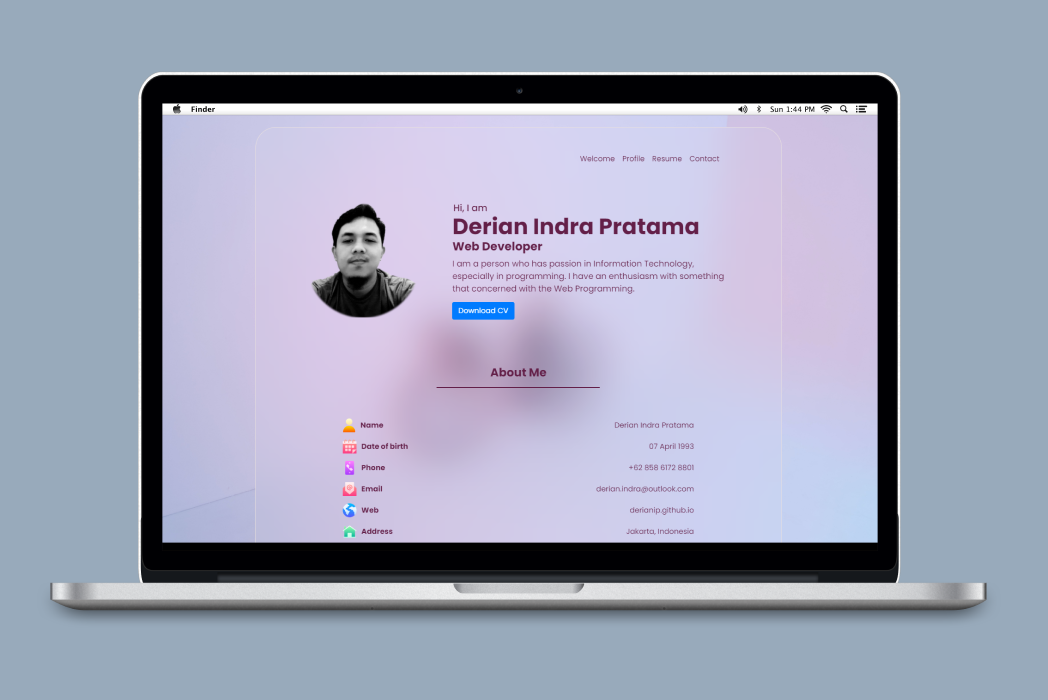 Finder
Sun 1:44 PM
Welcome Profile Resume Contact
Hi, I am
Derian Indra Pratama
Web Developer
I am a person who has passion in Information Technology,
especially in programming. I have an enthusiasm with something
that concerned with the Web Programming.
Download CV
About Me
Name Derian Indra Pratama
Date of birth 07 April 1993
Phone +62 858 6172 8801
Email derian.indra@outlook.com
Web derianip.github.io
Address Jakarta, Indonesia